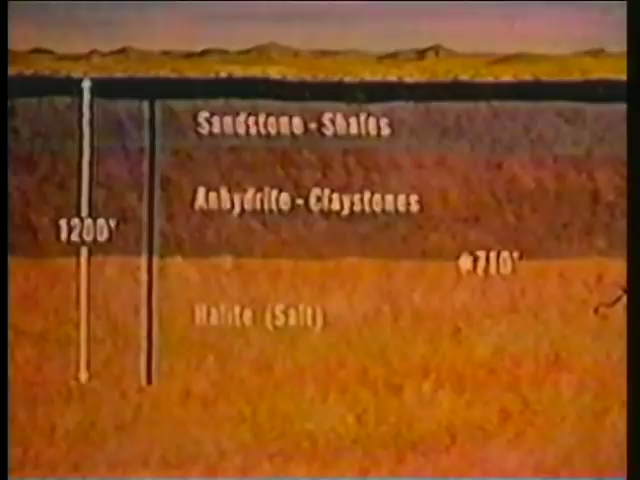 Sandstone - Shales
Anhydrite - Claystones
1200'
710'
Halite (Salt)